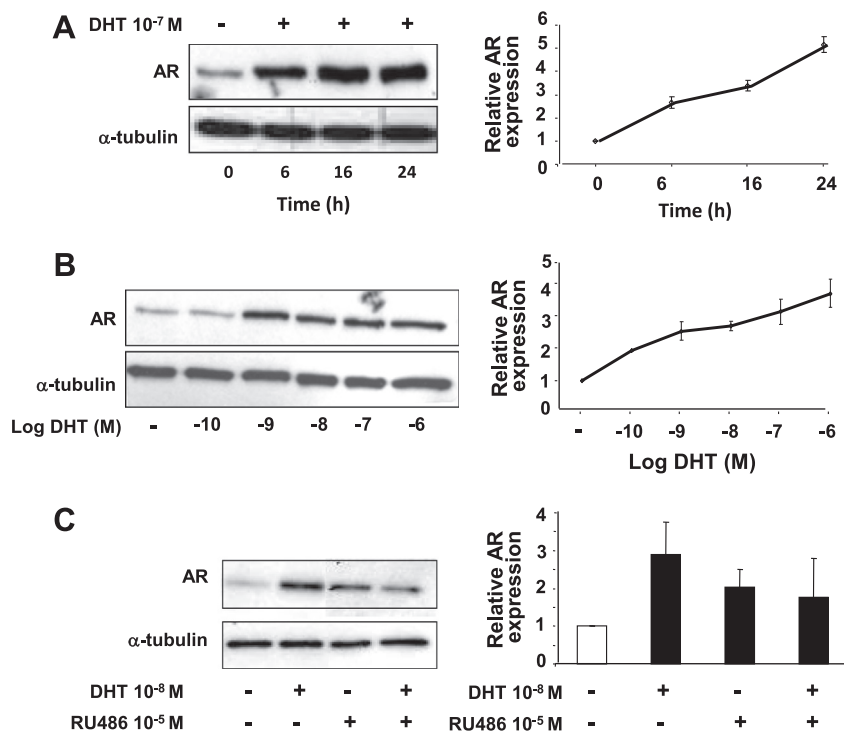 A
DHT 10-7 M - + + +
AR
α-tubulin
0 6 16 24
Time (h)
Relative AR
expression
6
5
4
3
2
1
0
0 6 16 24
Time (h)
B
AR
α-tubulin
Log DHT (M) - -10 -9 -8 -7 -6
Relative AR
expression
5
4
3
2
1
0
- -10 -9 -8 -7 -6
Log DHT (M)
C
AR
α-tubulin
DHT 10-8 M - + - +
RU486 10-5 M - - + +
Relative AR
expression
4
3
2
1
0
DHT 10-8 M - + - +
RU486 10-5 M - - + +